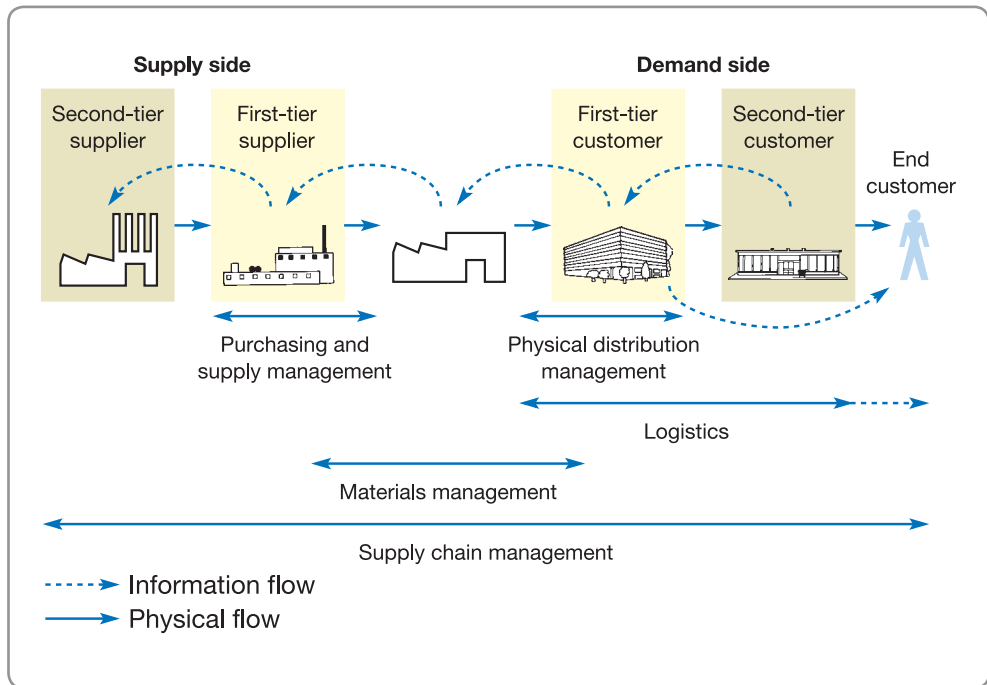 Supply side
Demand side
Second-tier
supplier
First-tier
supplier
First-tier
customer
Second-tier
customer
End
customer
Purchasing and
supply management
Physical distribution
management
Logistics
Materials management
Supply chain management
Information flow
Physical flow